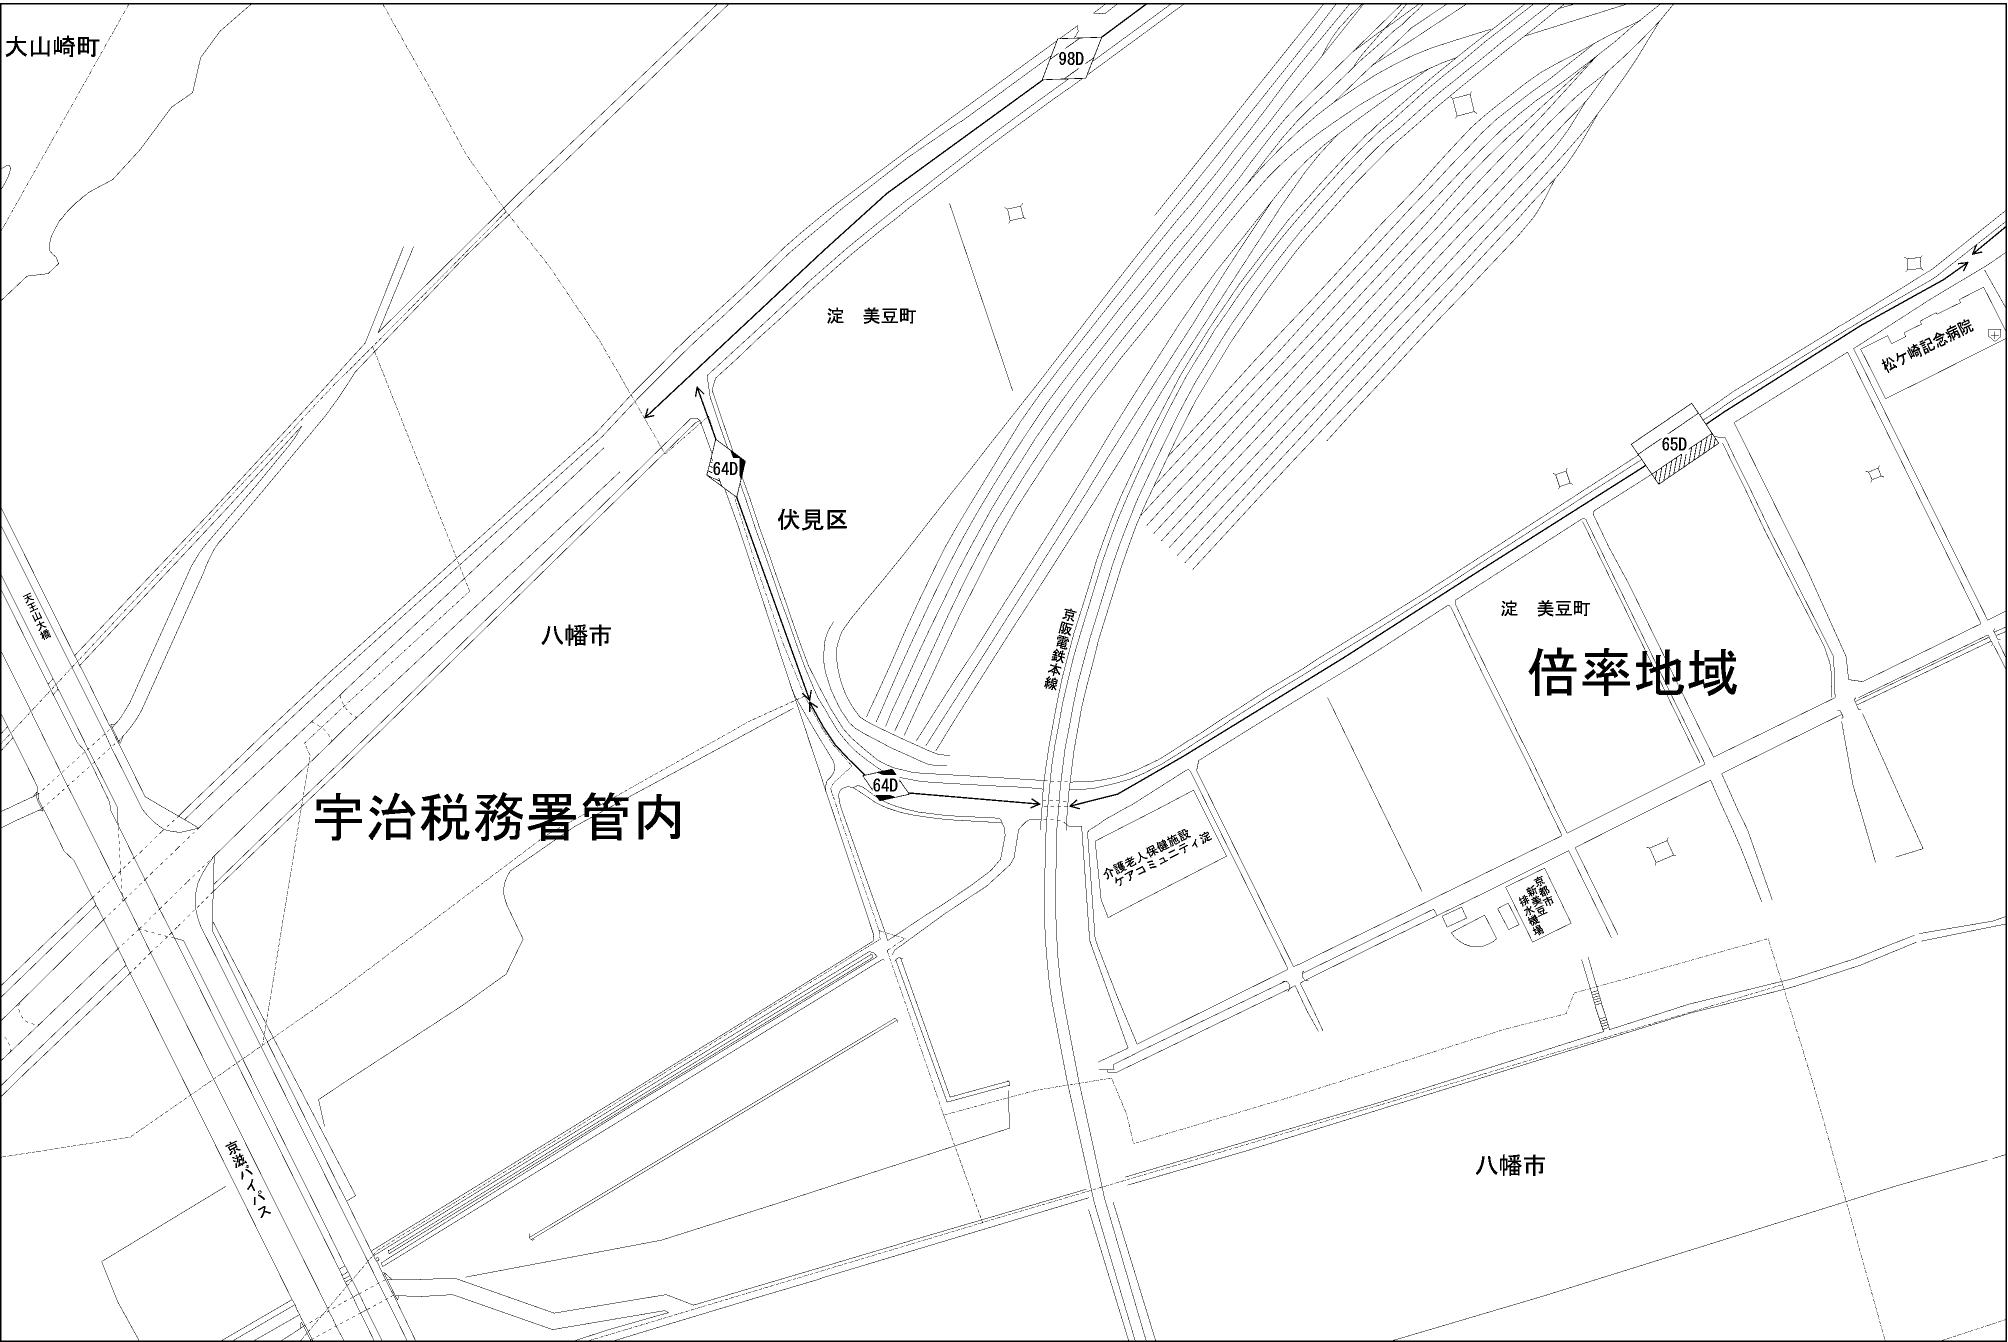 大山崎町
98D
淀　美豆町
松ケ崎記念病院
65D
64D
伏見区
天王山大橋
八幡市
京阪電鉄本線
淀　美豆町
倍率地域
64D
宇治税務署管内
介護老人保健施設
ケアコミュニティ淀
京都市
新美豆
排水機場
京滋バイパス
八幡市